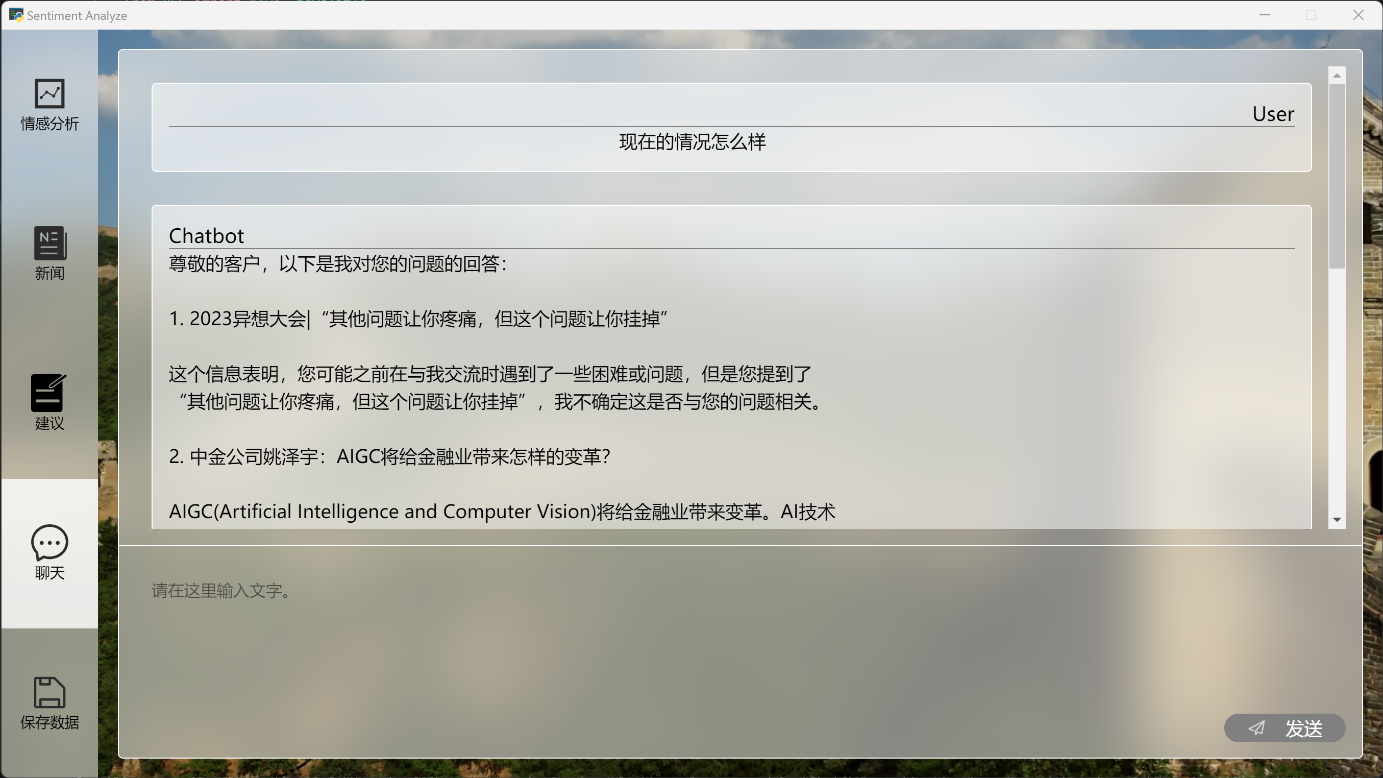 Sentiment Analyze
情感分析
新闻
建议
聊天
保存数据
User
现在的情况怎么样
Chatbot
尊敬的客户，以下是我对您的问题的回答：
1. 2023异想大会|“其他问题让你疼痛，但这个问题让你挂掉”
这个信息表明，您可能之前在与我交流时遇到了一些困难或问题，但是您提到了
“其他问题让你疼痛，但这个问题让你挂掉”，我不确定这是否与您的问题相关。
2. 中金公司姚泽宇：AIGC将给金融业带来怎样的变革？
AIGC(Artificial Intelligence and Computer Vision)将给金融业带来变革。AI技术
请在这里输入文字。
发送